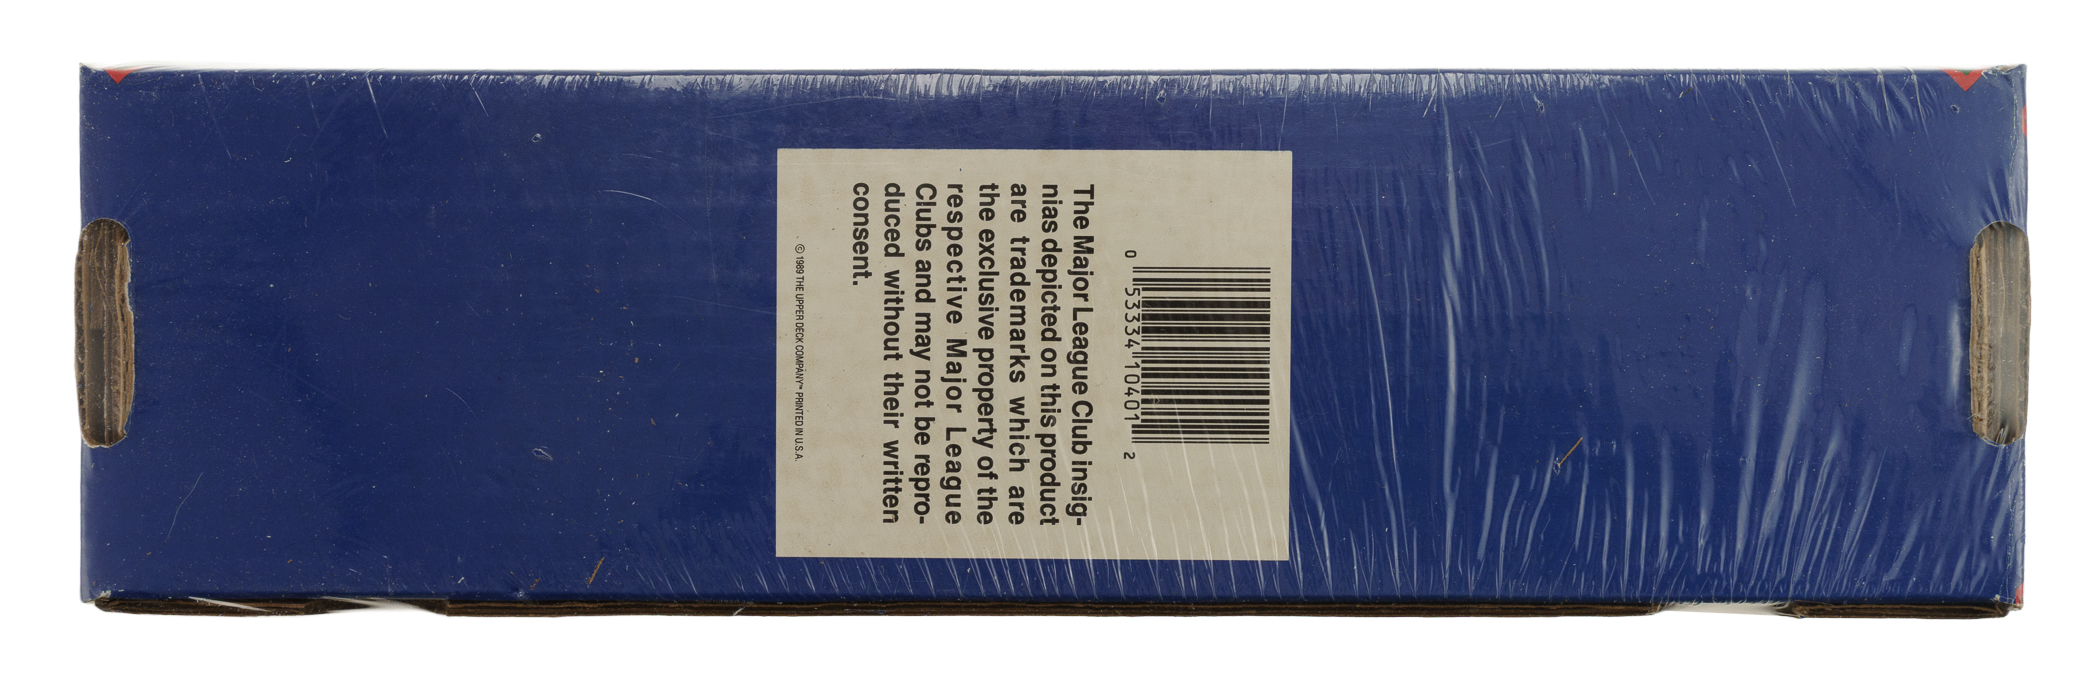 0 53334 10401 2
The Major League Club insig-
nias depicted on this product
are trademarks which are
the exclusive property of the
respective Major League
Clubs and may not be repro-
duced without their written
consent.
© 1989 THE UPPER DECK COMPANY™ PRINTED IN U.S.A.